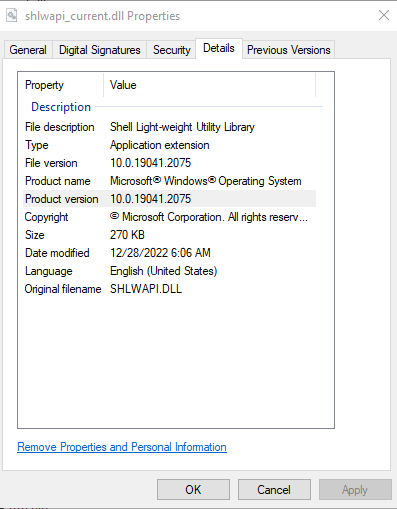 shlwapi_current.dll Properties
General Digital Signatures Security Details Previous Versions
Property Value
Description
File description Shell Light-weight Utility Library
Type Application extension
File version 10.0.19041.2075
Product name Microsoft® Windows® Operating System
Product version 10.0.19041.2075
Copyright © Microsoft Corporation. All rights reserv...
Size 270 KB
Date modified 12/28/2022 6:06 AM
Language English (United States)
Original filename SHLWAPI.DLL
Remove Properties and Personal Information
OK Cancel Apply